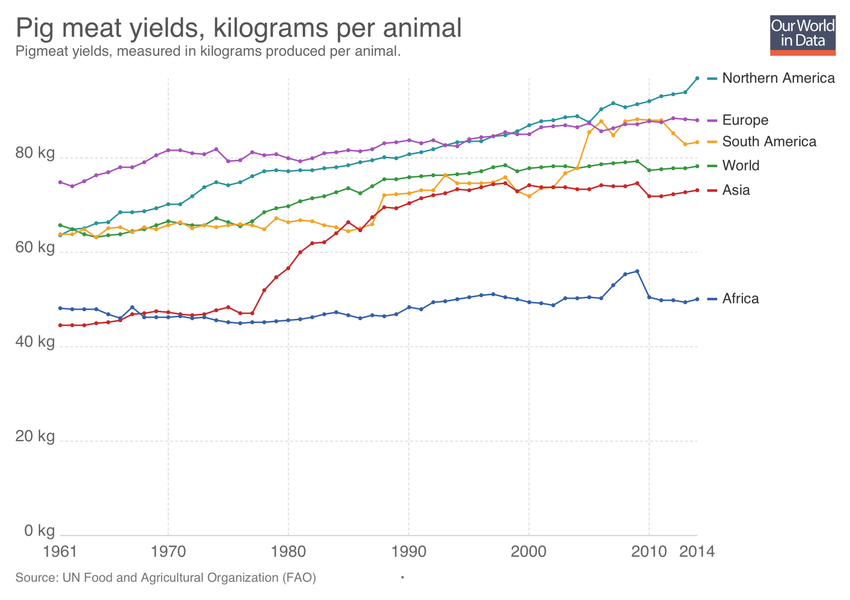 Pig meat yields, kilograms per animal
Pigmeat yields, measured in kilograms produced per animal.
Our World
in Data
Northern America
Europe
South America
World
Asia
Africa
80 kg
60 kg
40 kg
20 kg
0 kg
1961 1970 1980 1990 2000 2010 2014
Source: UN Food and Agricultural Organization (FAO)